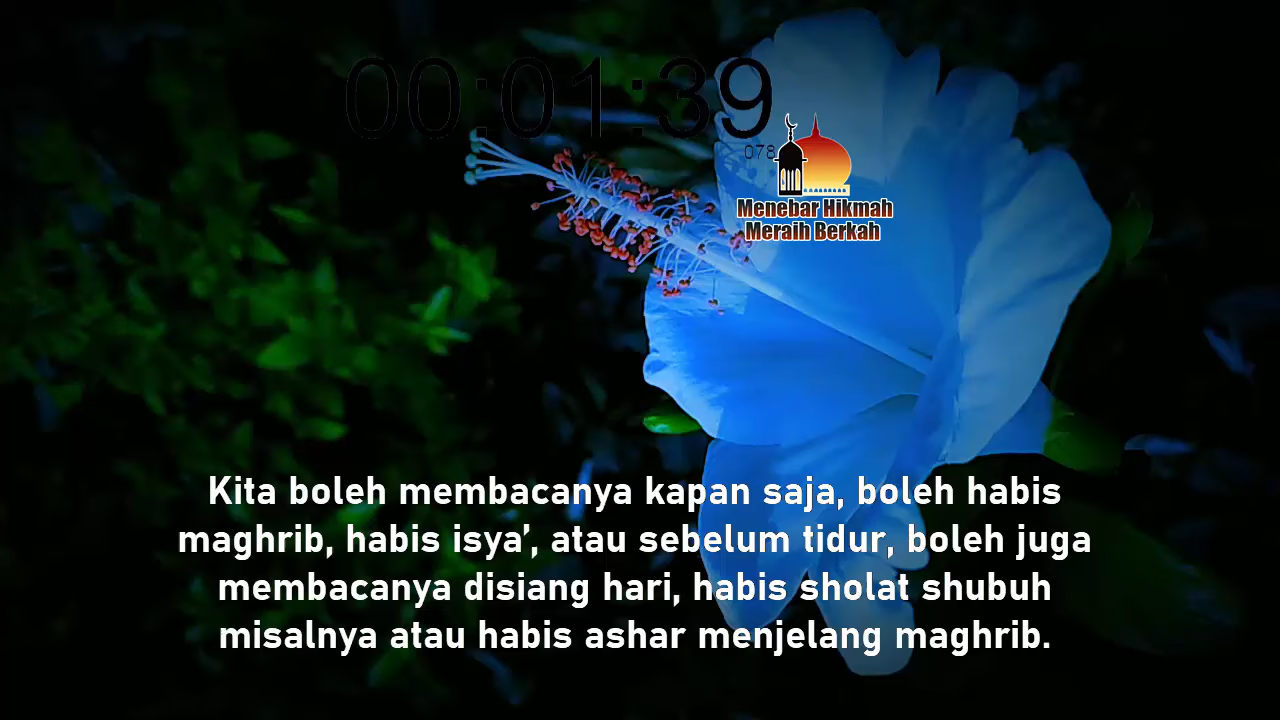 00:01:39
078
Menebar Hikmah
Meraih Berkah
Kita boleh membacanya kapan saja, boleh habis
maghrib, habis isya’, atau sebelum tidur, boleh juga
membacanya disiang hari, habis sholat shubuh
misalnya atau habis ashar menjelang maghrib.